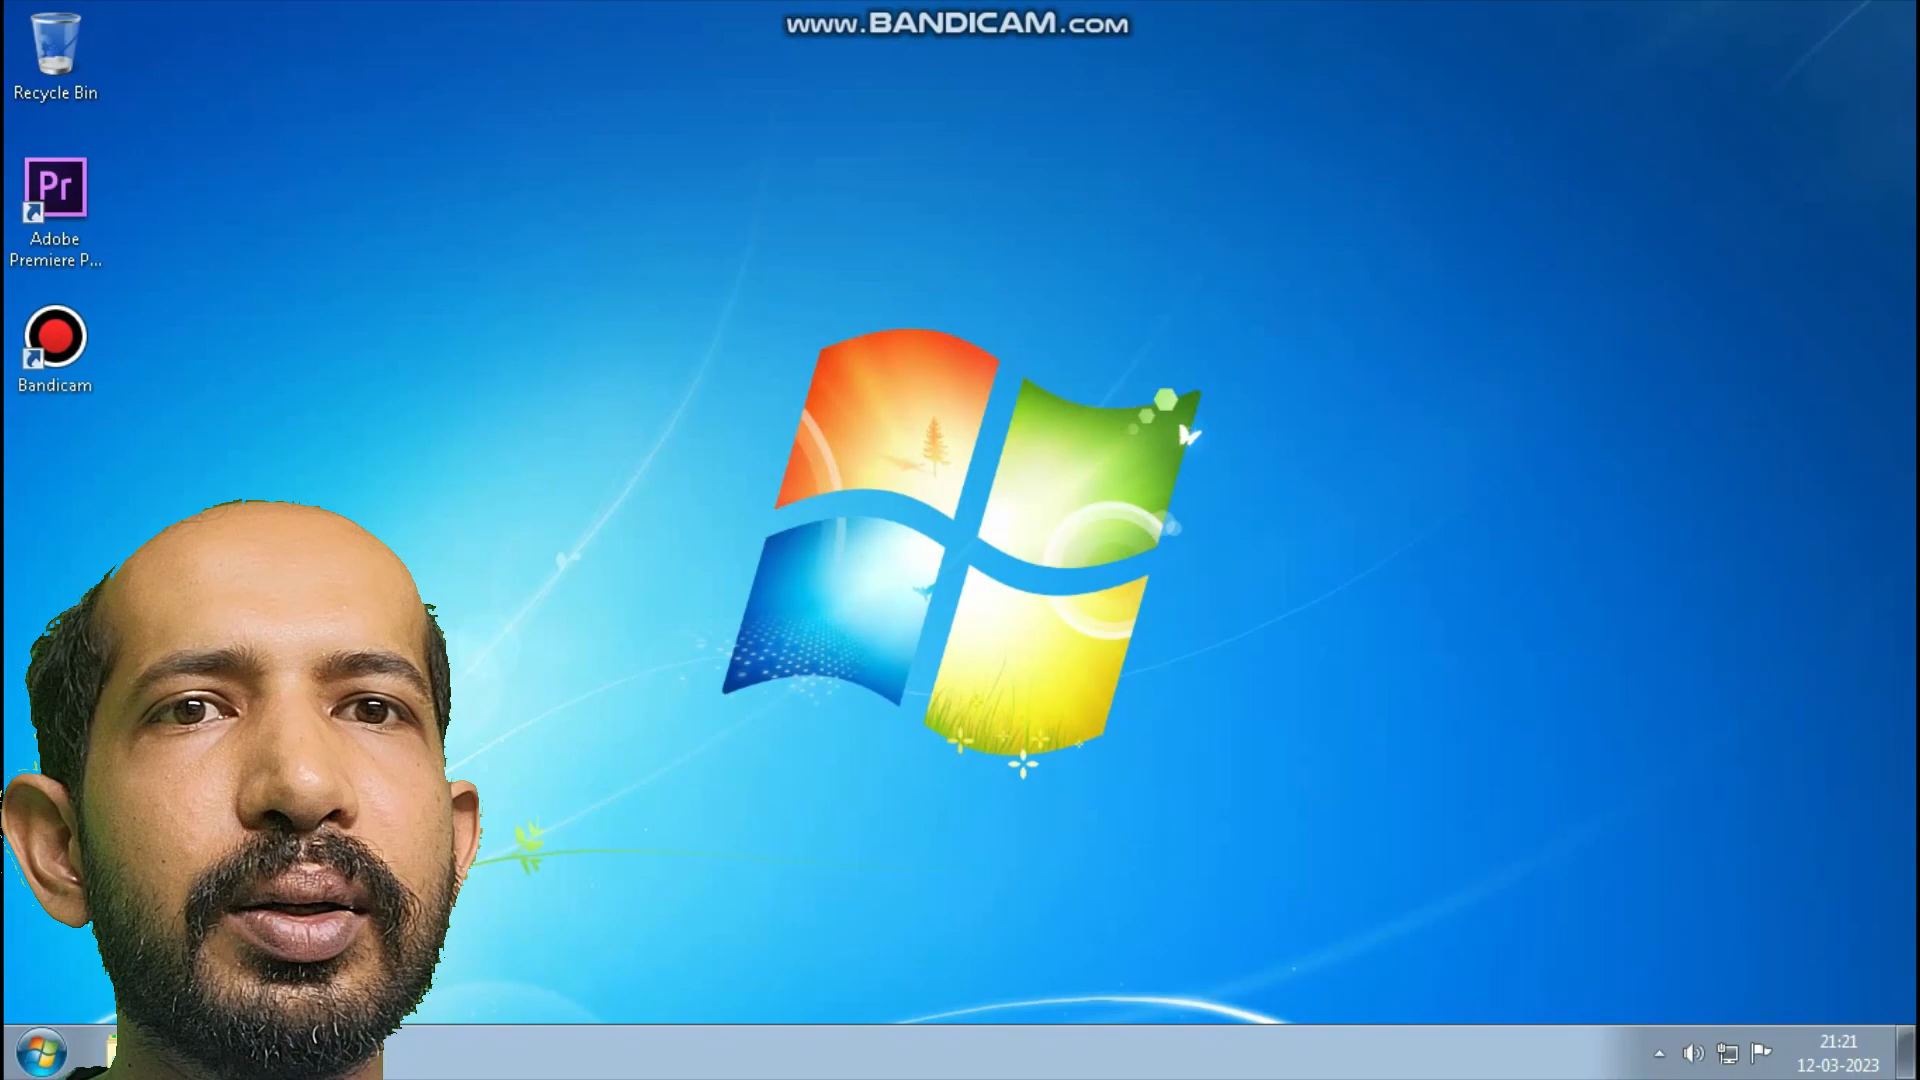 www.BANDICAM.com
Recycle Bin
Pr
Adobe
Premiere P...
Bandicam
21:21
12-03-2023